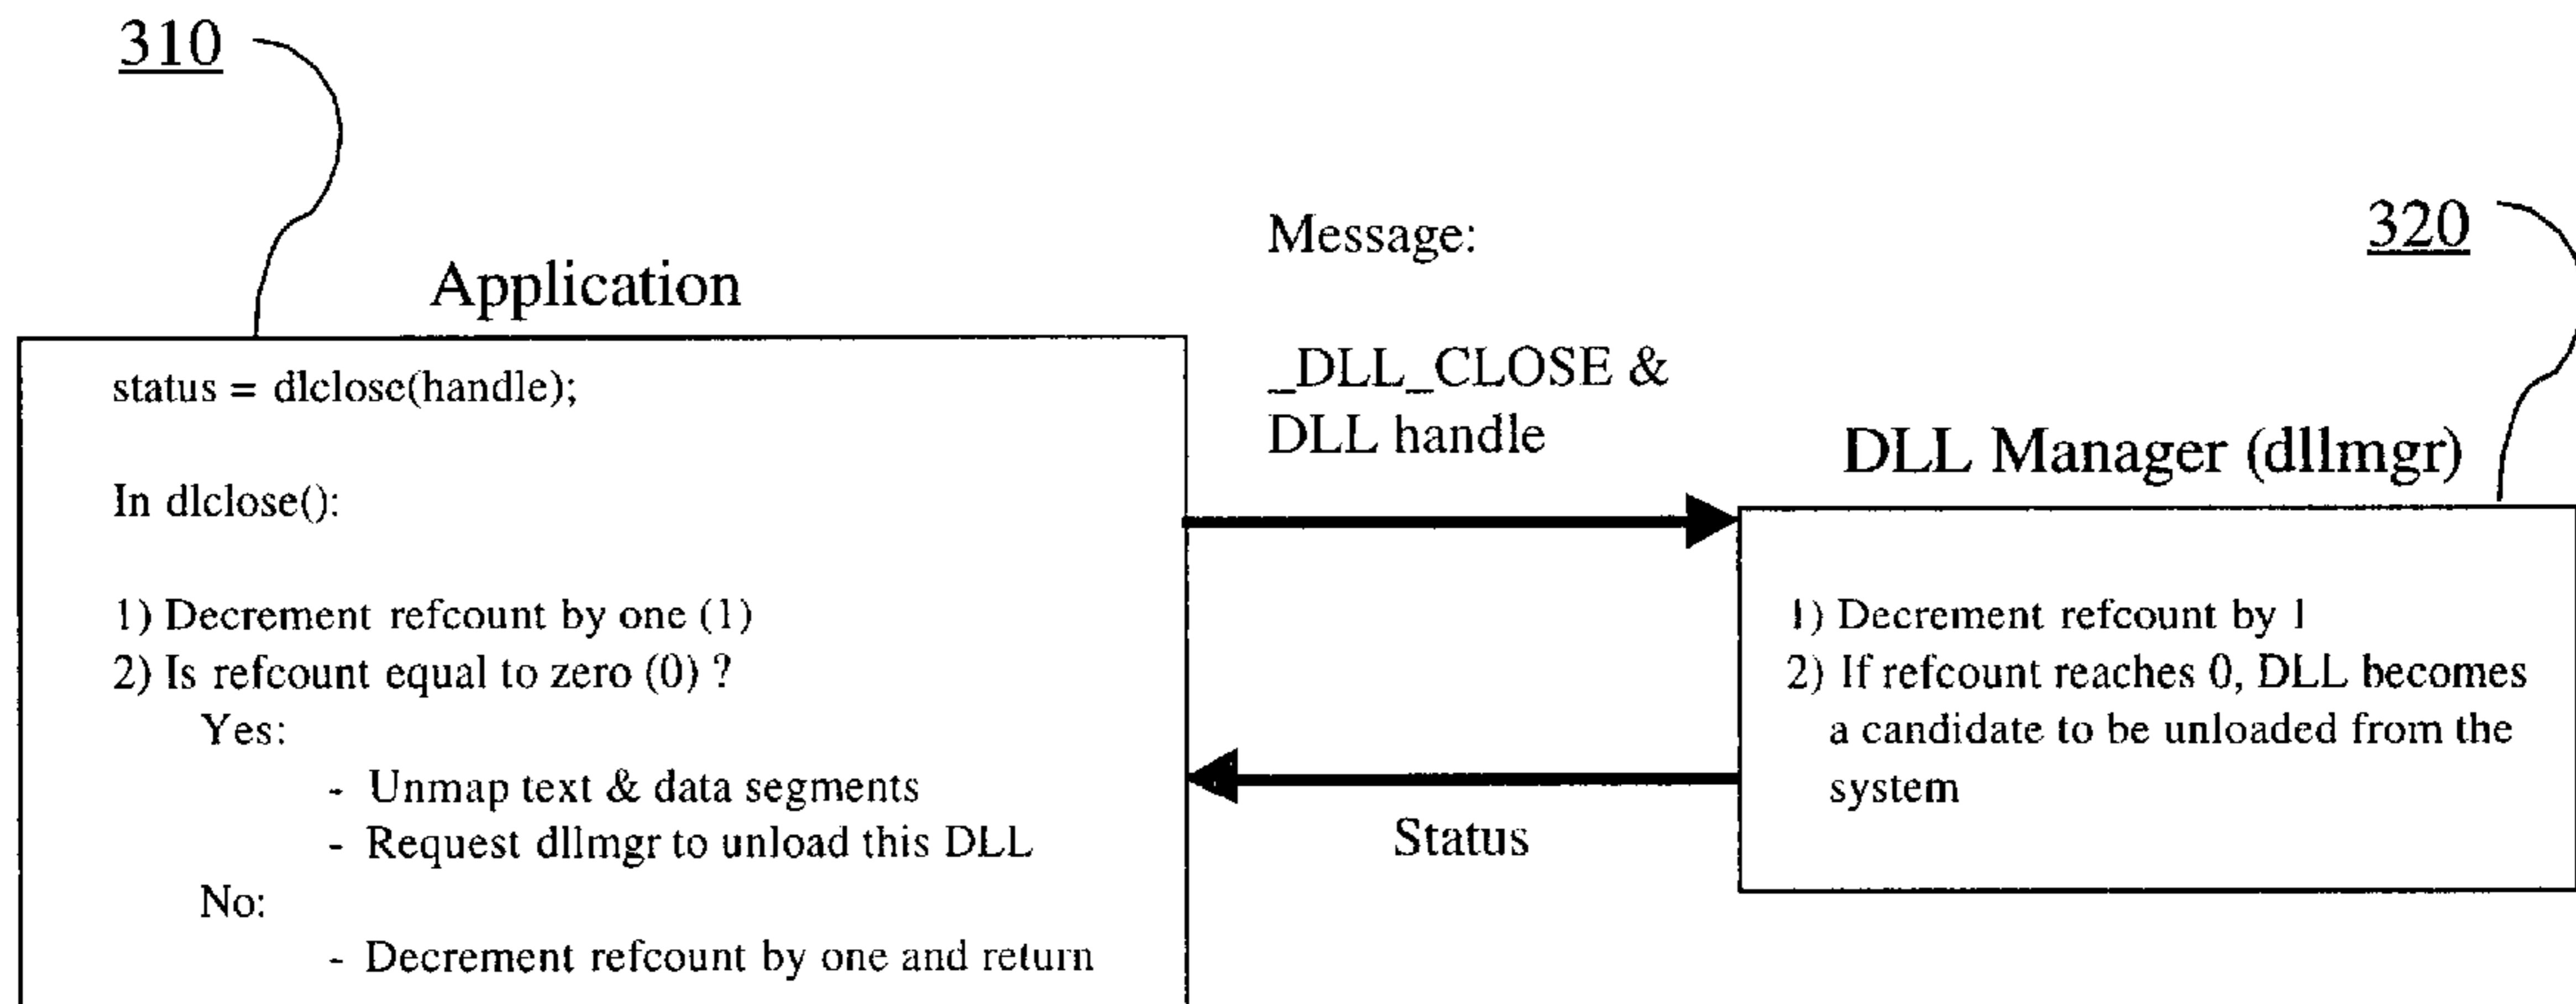 310
320
Message:
Application
_DLL_CLOSE &
DLL handle
DLL Manager (dllmgr)
status = dlclose(handle);
In dlclose():
1) Decrement refcount by one (1)
2) Is refcount equal to zero (0) ?
Yes:
- Unmap text & data segments
- Request dllmgr to unload this DLL
No:
- Decrement refcount by one and return
1) Decrement refcount by 1
2) If refcount reaches 0, DLL becomes
a candidate to be unloaded from the
system
Status